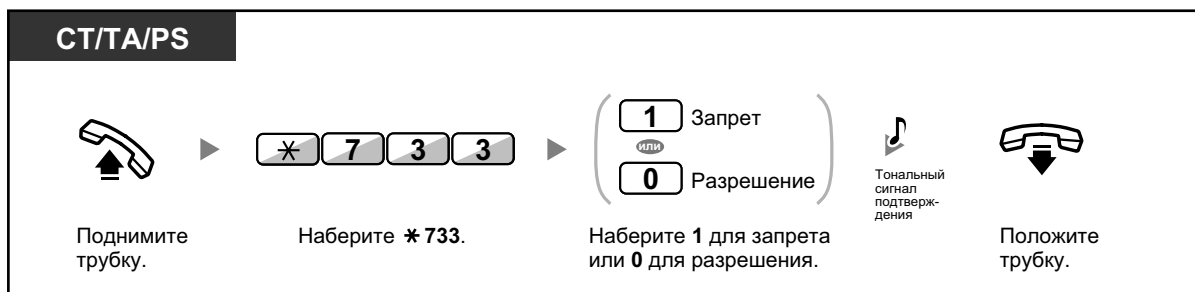 CT/TA/PS
1 Запрет
или
0 Разрешение
* 7 3 3
Тональный
сигнал
подтверж-
дения
Поднимите
трубку.
Наберите * 733.
Наберите 1 для запрета
или 0 для разрешения.
Положите
трубку.